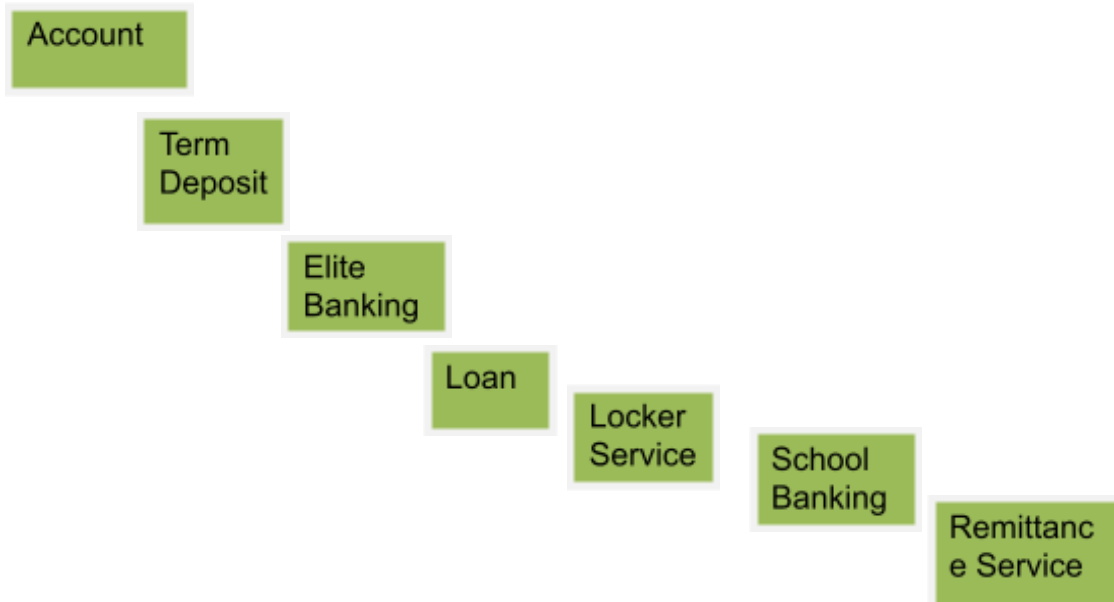 Account
Term
Deposit
Elite
Banking
Loan
Locker
Service
School
Banking
Remittanc
e Service